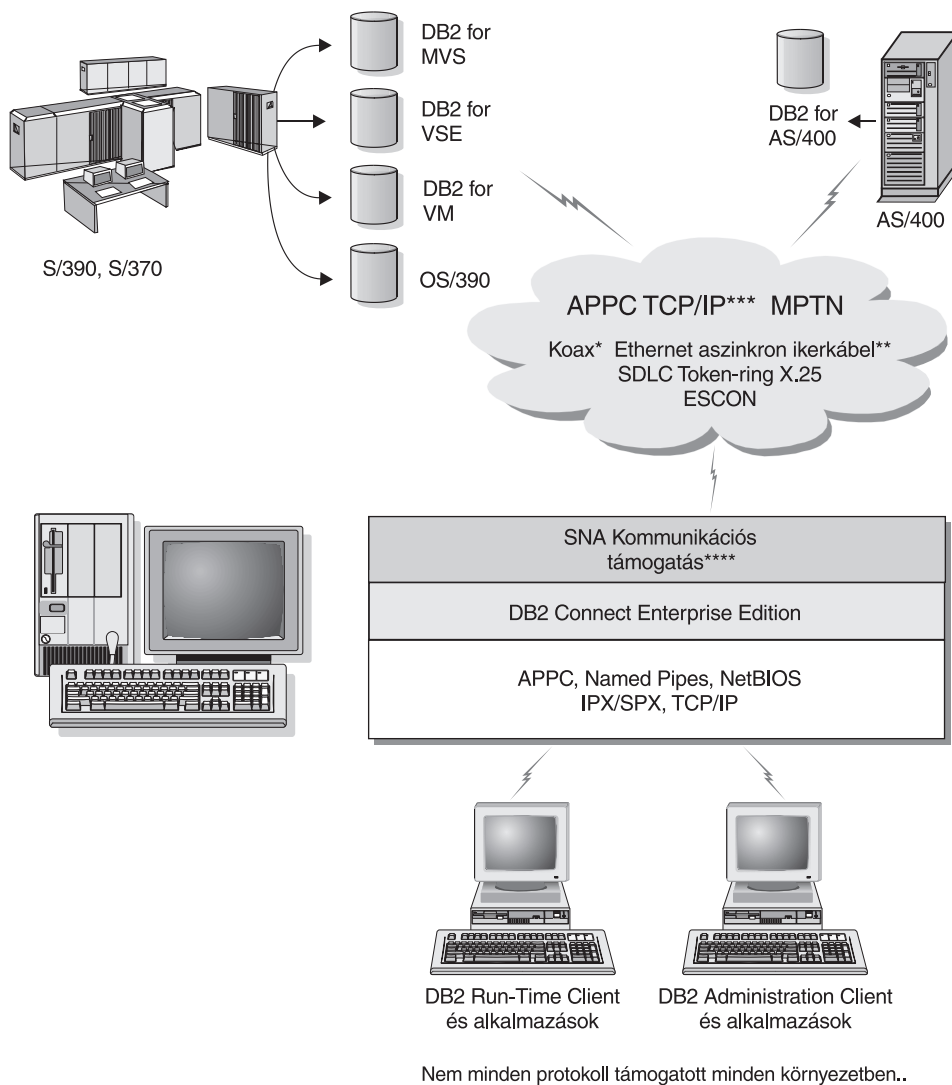 DB2 for
MVS
DB2 for
VSE
DB2 for
VM
OS/390
S/390, S/370
DB2 for
AS/400
AS/400
APPC TCP/IP*** MPTN
Koax* Ethernet aszinkron ikerkábel**
SDLC Token-ring X.25
ESCON
SNA Kommunikációs
támogatás****
DB2 Connect Enterprise Edition
APPC, Named Pipes, NetBIOS
IPX/SPX, TCP/IP
DB2 Run-Time Client
és alkalmazások
DB2 Administration Client
és alkalmazások
Nem minden protokoll támogatott minden környezetben..